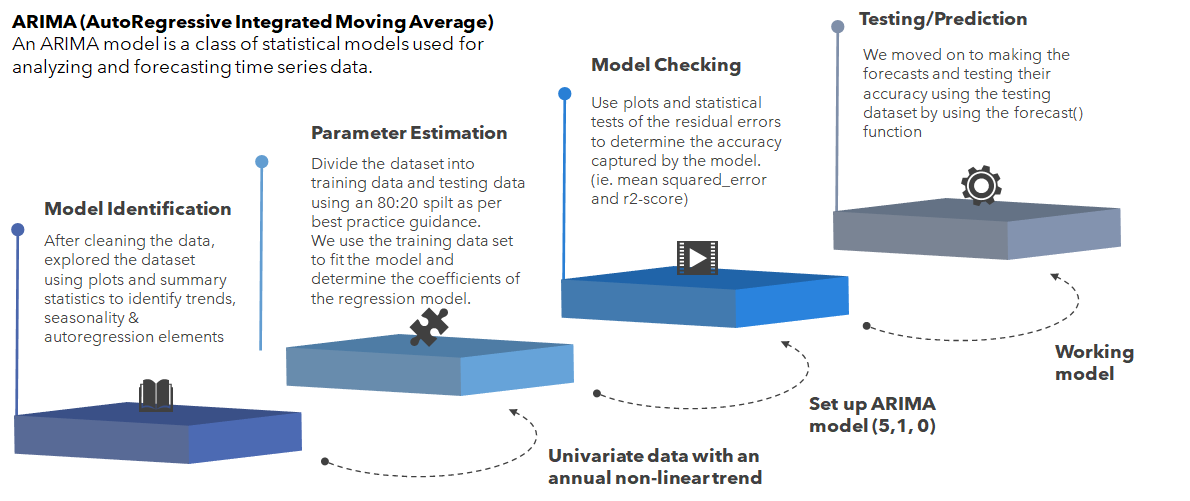 ARIMA (AutoRegressive Integrated Moving Average)
An ARIMA model is a class of statistical models used for
analyzing and forecasting time series data.
Model Identification
After cleaning the data,
explored the dataset
using plots and summary
statistics to identify trends,
seasonality &
autoregression elements
Parameter Estimation
Divide the dataset into
training data and testing data
using an 80:20 spilt as per
best practice guidance.
We use the training data set
to fit the model and
determine the coefficients of
the regression model.
Model Checking
Use plots and statistical
tests of the residual errors
to determine the accuracy
captured by the model.
(ie. mean squared_error
and r2-score)
Testing/Prediction
We moved on to making the
forecasts and testing their
accuracy using the testing
dataset by using the forecast()
function
Univariate data with an
annual non-linear trend
Set up ARIMA
model (5,1, 0)
Working
model